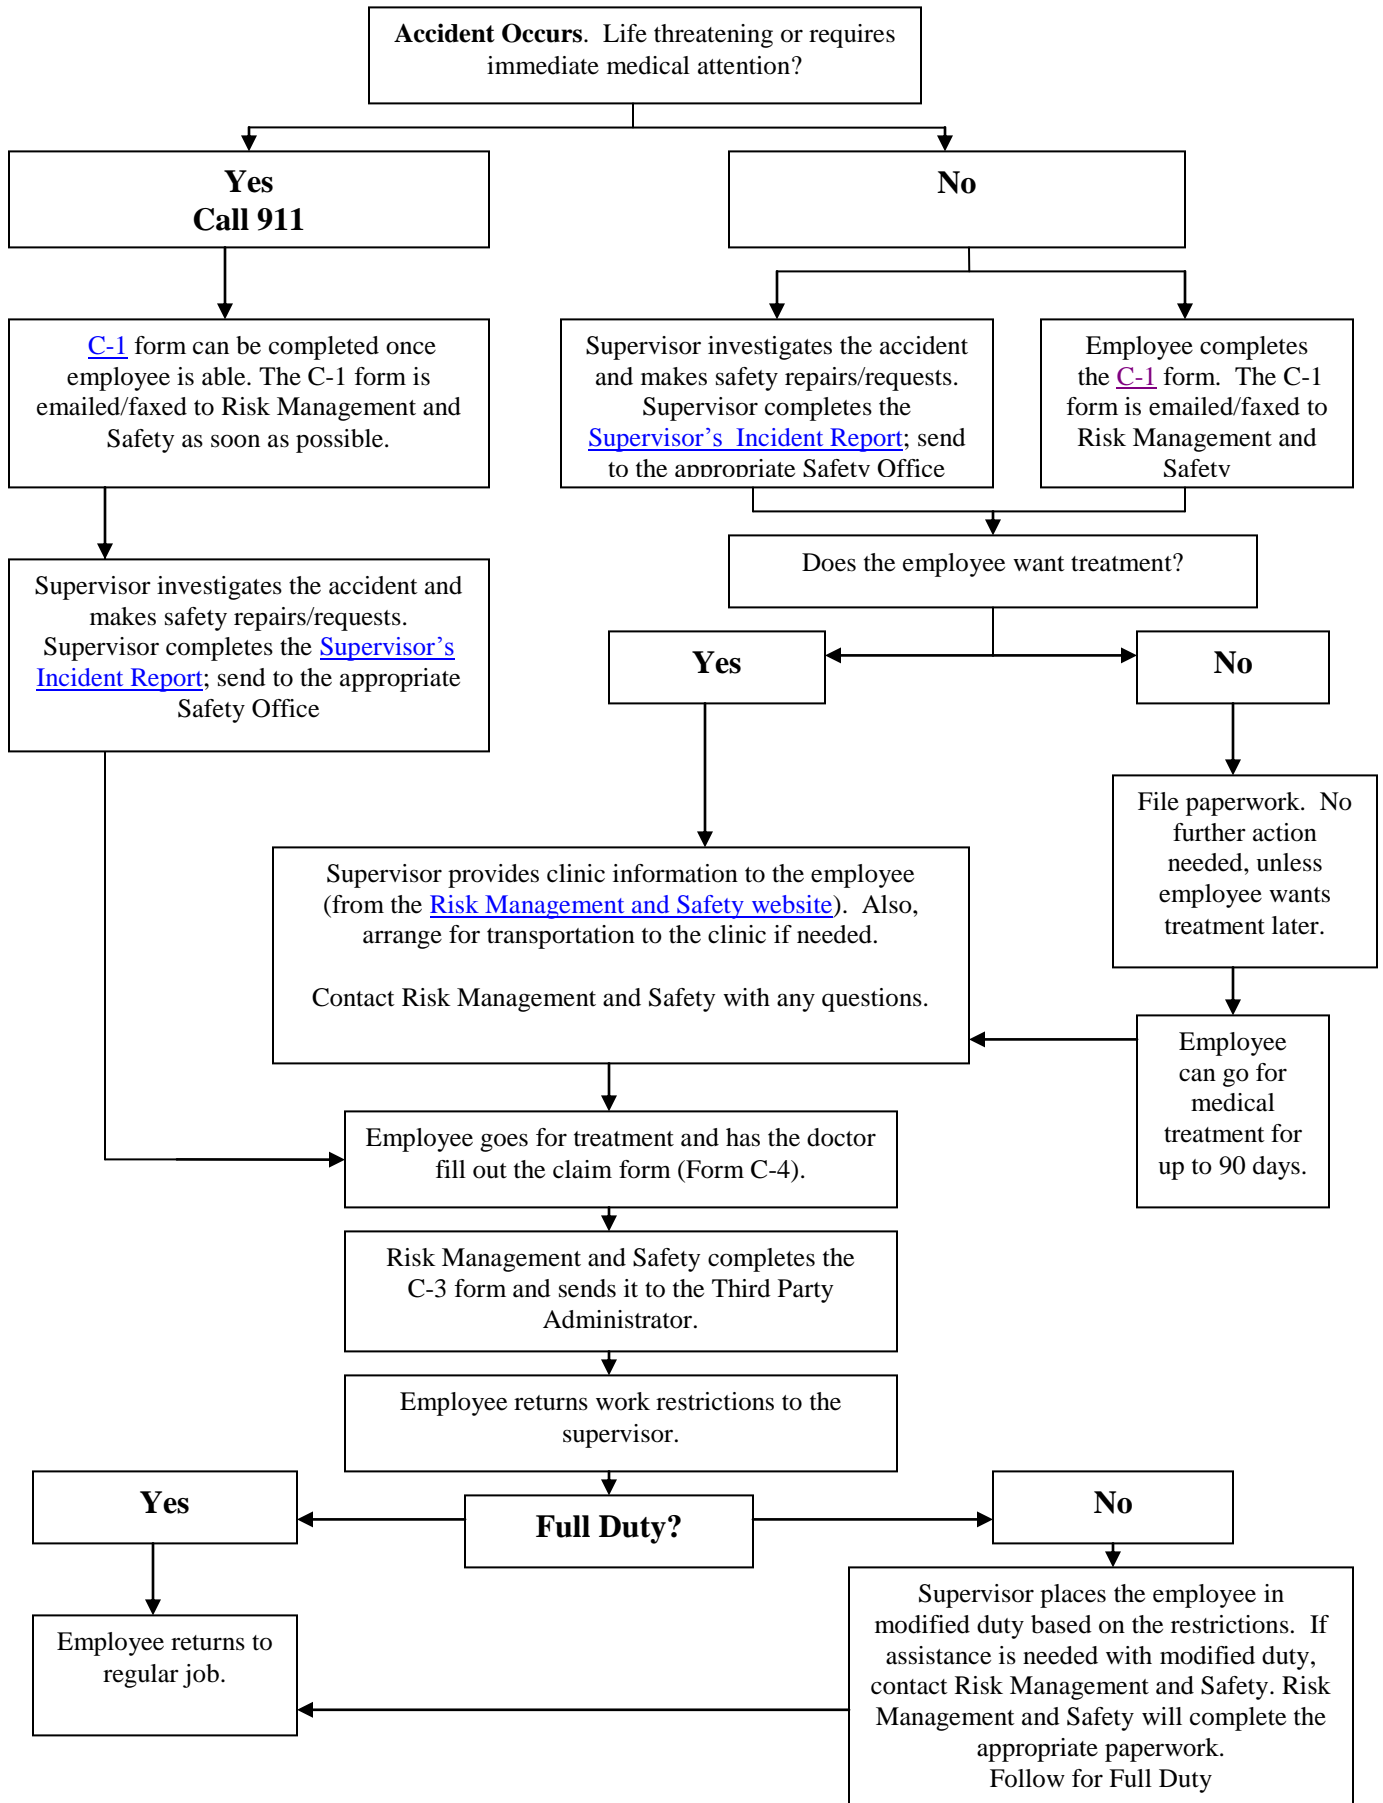 Accident Occurs.  Life threatening or requires
immediate medical attention?
Yes
Call 911
No
C-1 form can be completed once
employee is able. The C-1 form is
emailed/faxed to Risk Management and
Safety as soon as possible.
Supervisor investigates the accident
and makes safety repairs/requests.
Supervisor completes the
Supervisor’s  Incident Report; send
to the appropriate Safety Office
Employee completes
the C-1 form.  The C-1
form is emailed/faxed to
Risk Management and
Safety
Does the employee want treatment?
Supervisor investigates the accident and
makes safety repairs/requests.
Supervisor completes the Supervisor’s
Incident Report; send to the appropriate
Safety Office
Yes
No
File paperwork.  No
further action
needed, unless
employee wants
treatment later.
Supervisor provides clinic information to the employee
(from the Risk Management and Safety website).  Also,
arrange for transportation to the clinic if needed.
Contact Risk Management and Safety with any questions.
Employee
can go for
medical
treatment for
up to 90 days.
Employee goes for treatment and has the doctor
fill out the claim form (Form C-4).
Risk Management and Safety completes the
C-3 form and sends it to the Third Party
Administrator.
Employee returns work restrictions to the
supervisor.
Yes
Full Duty?
No
Employee returns to
regular job.
Supervisor places the employee in
modified duty based on the restrictions.  If
assistance is needed with modified duty,
contact Risk Management and Safety. Risk
Management and Safety will complete the
appropriate paperwork.
Follow for Full Duty